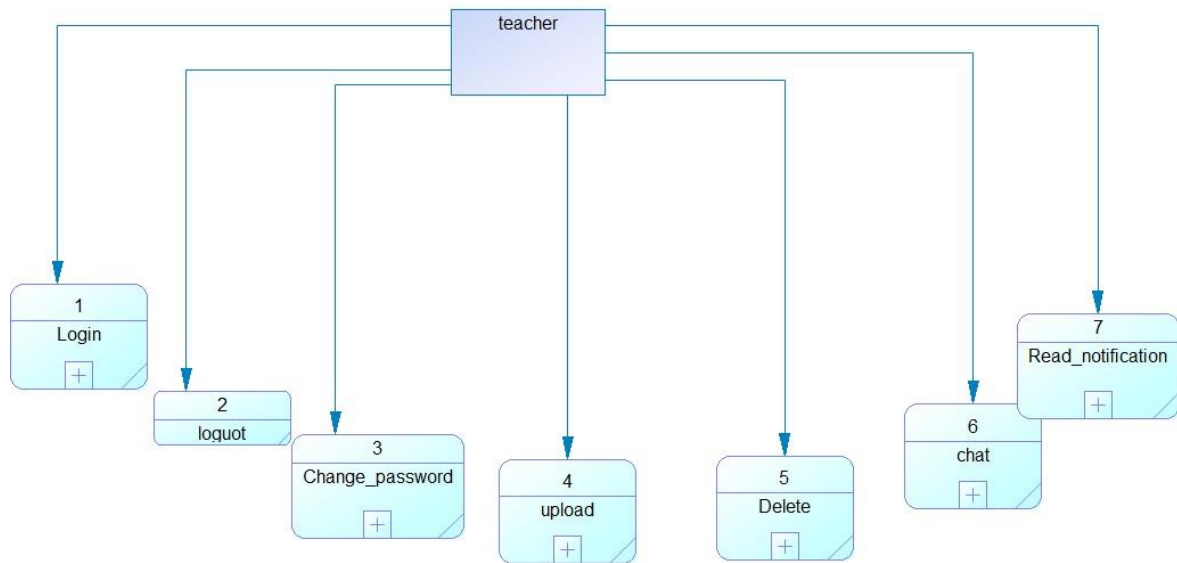 teacher
1
Login
2
loguot
3
Change_password
4
upload
5
Delete
6
chat
7
Read_notification